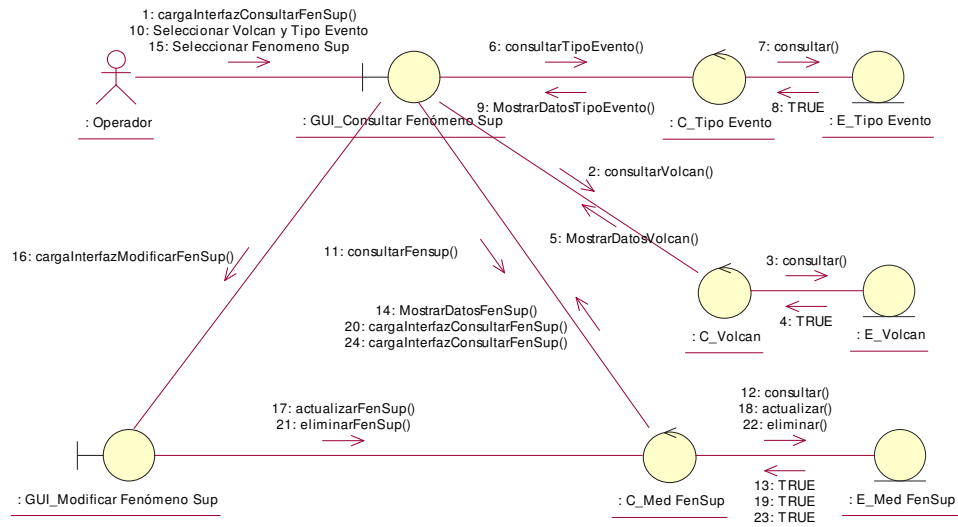 1: cargaInterfazConsultarFenSup()
10: Seleccionar Volcan y Tipo Evento
15: Seleccionar Fenomeno Sup
6: consultarTipoEvento()
7: consultar()
9: MostrarDatosTipoEvento()
8: TRUE
: Operador
: GUI_Consultar Fenómeno Sup
: C_Tipo Evento
: E_Tipo Evento
2: consultarVolcan()
5: MostrarDatosVolcan()
16: cargaInterfazModificarFenSup()
11: consultarFensup()
3: consultar()
4: TRUE
: C_Volcan
: E_Volcan
14: MostrarDatosFenSup()
20: cargaInterfazConsultarFenSup()
24: cargaInterfazConsultarFenSup()
17: actualizarFenSup()
21: eliminarFenSup()
12: consultar()
18: actualizar()
22: eliminar()
13: TRUE
19: TRUE
23: TRUE
: GUI_Modificar Fenómeno Sup
: C_Med FenSup
: E_Med FenSup